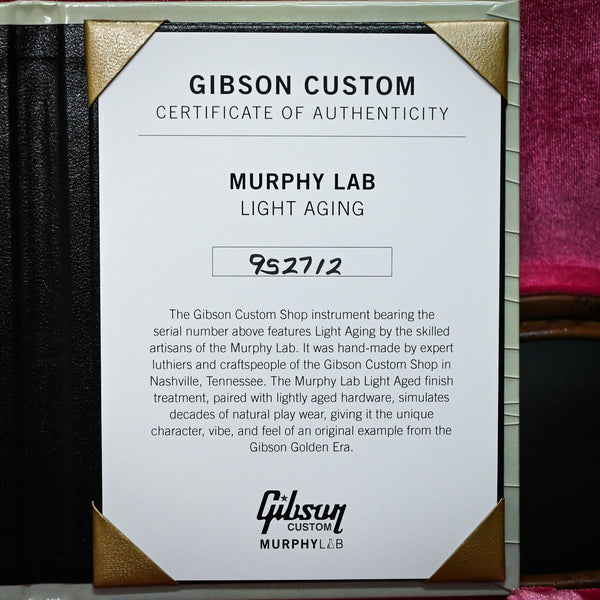 GIBSON CUSTOM
CERTIFICATE OF AUTHENTICITY
MURPHY LAB
LIGHT AGING
952712
The Gibson Custom Shop instrument bearing the
serial number above features Light Aging by the skilled
artisans of the Murphy Lab. It was hand-made by expert
luthiers and craftspeople of the Gibson Custom Shop in
Nashville, Tennessee. The Murphy Lab Light Aged finish
treatment, paired with lightly aged hardware, simulates
decades of natural play wear, giving it the unique
character, vibe, and feel of an original example from the
Gibson Golden Era.
Gibson
CUSTOM
MURPHYLAB